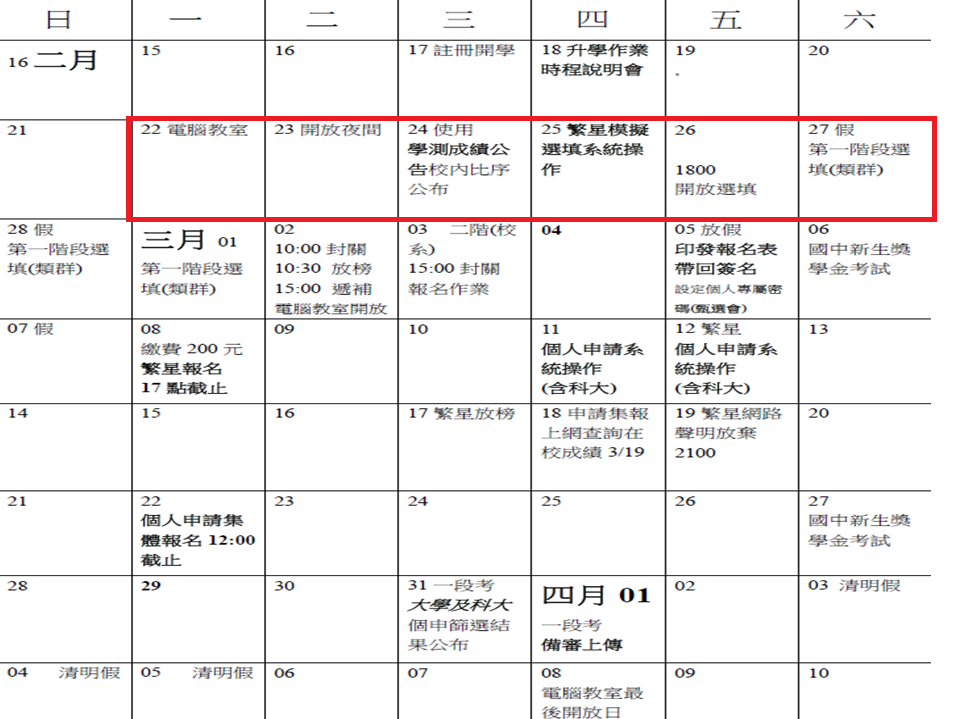 日 一 二 三 四 五 六
16 二月
15
16
17 註冊開學
18 升學作業
時程說明會
19
,
20
21
22 電腦教室
23 開放夜間
24 使用
學測成績公
告校內比序
公布
25 繁星模擬
選填系統操
作
26
1800
開放選填
27 假
第一階段選
填(類群)
28 假
第一階段選
填(類群)
三月 01
第一階段選
填(類群)
02
10:00 封關
10:30 放榜
15:00 遞補
電腦教室開放
03 二階(校
系)
15:00 封關
報名作業
04
05 放假
印發報名表
帶回簽名
設定個人專屬密
碼(甄選會)
06
國中新生獎
學金考試
07 假
08
繳費 200 元
繁星報名
17 點截止
09
10
11
個人申請系
統操作
(含科大)
12 繁星
個人申請系
統操作
(含科大)
13
14
15
16
17 繁星放榜
18 申請集報
上網查詢在
校成績 3/19
19 繁星網路
聲明放棄
2100
20
21
22
個人申請集
體報名 12:00
截止
23
24
25
26
27
國中新生獎
學金考試
28
29
30
31 一段考
大學及科大
個申篩選結
果公布
四月 01
一段考
備審上傳
02
03 清明假
04 清明假
05 清明假
06
07
08
電腦教室最
後開放日
09
10